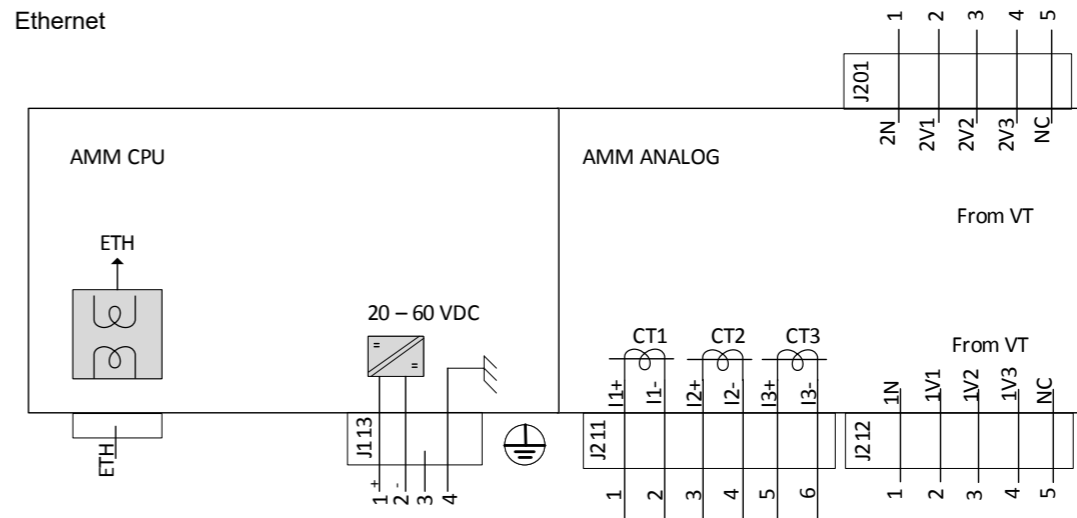 Ethernet
1 2 3 4 5
J201
2N 2V1 2V2 2V3 NC
AMM CPU
AMM ANALOG
From VT
ETH
20 – 60 VDC
=
=
CT1 CT2 CT3
From VT
I1+ I1- I2+ I2- I3+ I3-
1N 1V1 1V2 1V3 NC
ETH
J113
J211
J212
+ -
1 2 3 4
1 2 3 4 5 6
1 2 3 4 5